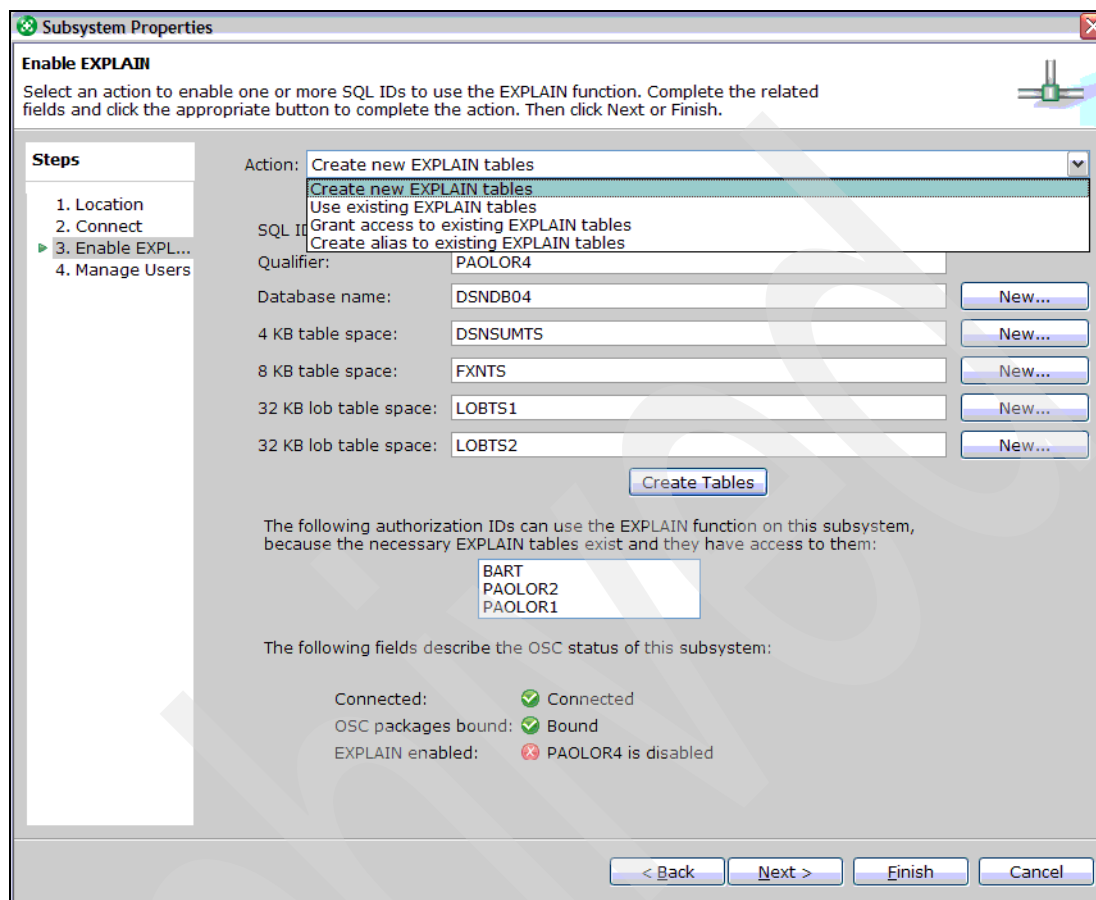 Subsystem Properties
Enable EXPLAIN
Select an action to enable one or more SQL IDs to use the EXPLAIN function. Complete the related
fields and click the appropriate button to complete the action. Then click Next or Finish.
Steps
1. Location
2. Connect
3. Enable EXPL...
4. Manage Users
Action: Create new EXPLAIN tables
Create new EXPLAIN tables
Use existing EXPLAIN tables
Grant access to existing EXPLAIN tables
Create alias to existing EXPLAIN tables
SQL I
Qualifier: PAOLOR4
Database name: DSNDB04 New...
4 KB table space: DSNSUMTS New...
8 KB table space: FXNTS New...
32 KB lob table space: LOBTS1 New...
32 KB lob table space: LOBTS2 New...
Create Tables
The following authorization IDs can use the EXPLAIN function on this subsystem,
because the necessary EXPLAIN tables exist and they have access to them:
BART
PAOLOR2
PAOLOR1
The following fields describe the OSC status of this subsystem:
Connected: Connected
OSC packages bound: Bound
EXPLAIN enabled: PAOLOR4 is disabled
< Back Next > Finish Cancel